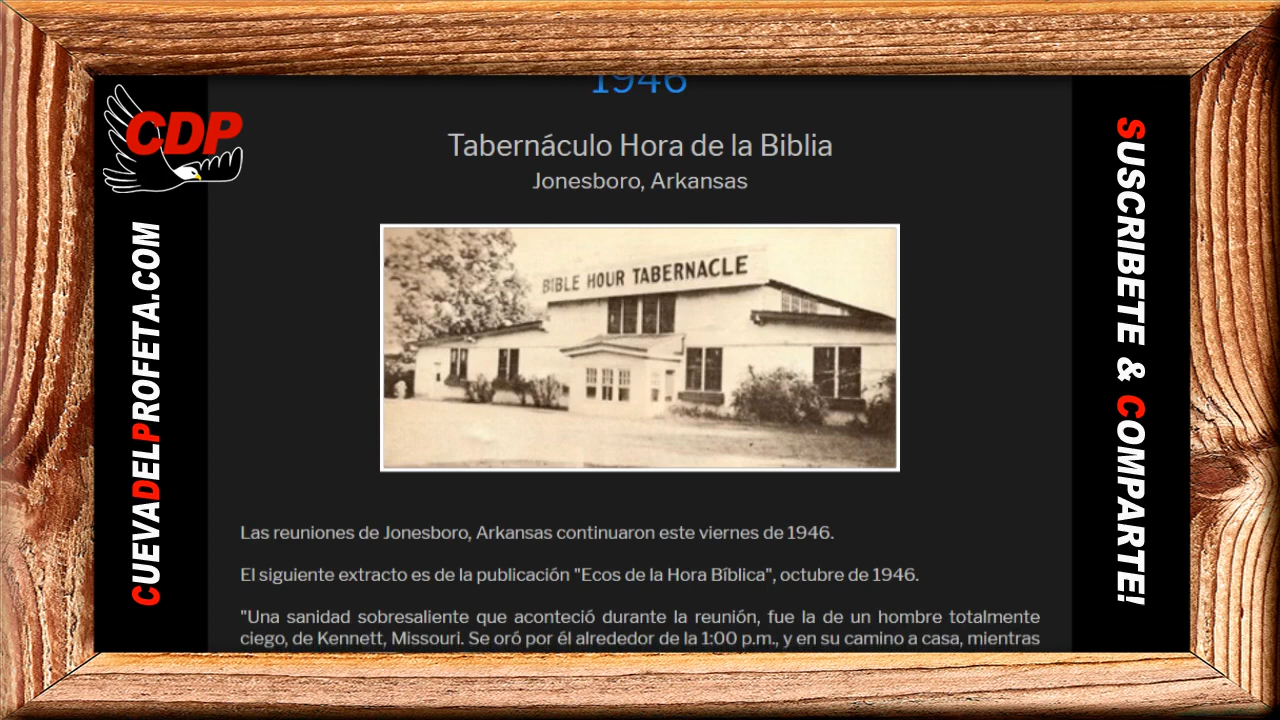 1946
CDP
Tabernáculo Hora de la Biblia
Jonesboro, Arkansas
BIBLE HOUR TABERNACLE
CUEVADELPROFETA.COM
SUSCRIBETE & COMPARTE!
Las reuniones de Jonesboro, Arkansas continuaron este viernes de 1946.
El siguiente extracto es de la publicación "Ecos de la Hora Bíblica", octubre de 1946.
"Una sanidad sobresaliente que aconteció durante la reunión, fue la de un hombre totalmente
ciego, de Kennett, Missouri. Se oró por él alrededor de la 1:00 p.m., y en su camino a casa, mientras